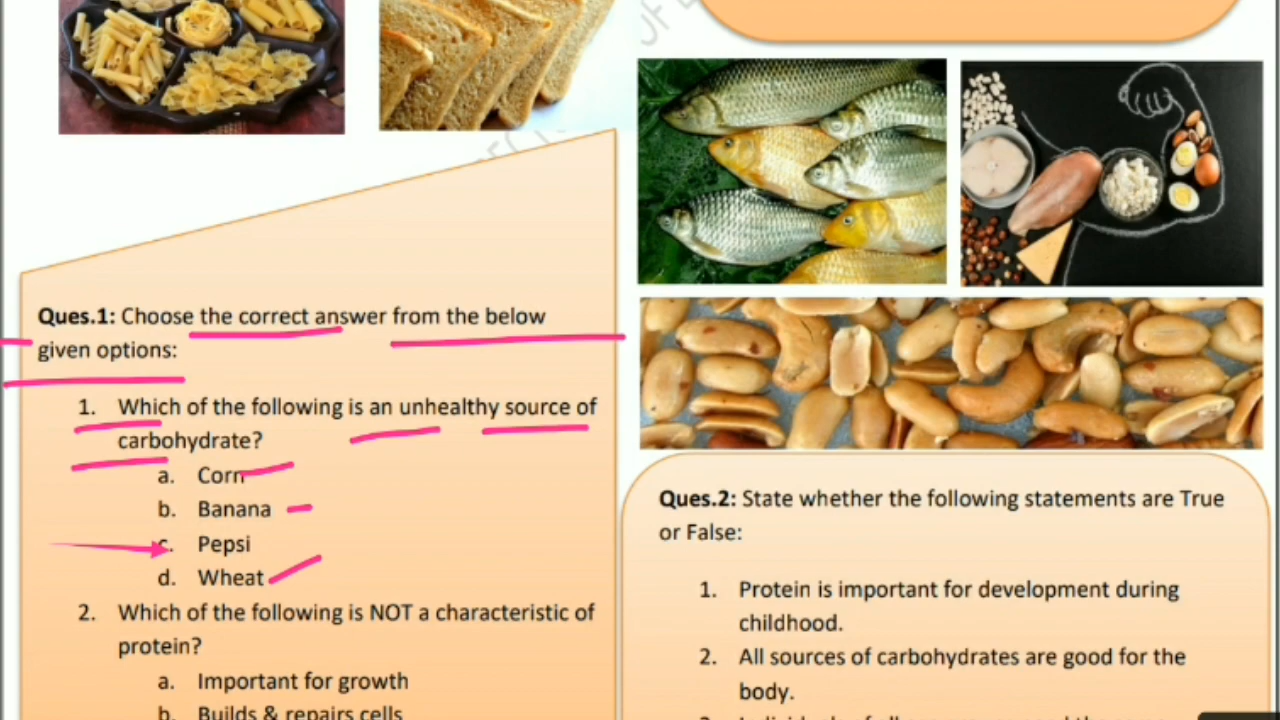 Ques.1: Choose the correct answer from the below
given options:
1. Which of the following is an unhealthy source of
carbohydrate?
a. Corn
b. Banana
c. Pepsi
d. Wheat
2. Which of the following is NOT a characteristic of
protein?
a. Important for growth
b. Builds & repairs cells
Ques.2: State whether the following statements are True
or False:
1. Protein is important for development during
childhood.
2. All sources of carbohydrates are good for the
body.